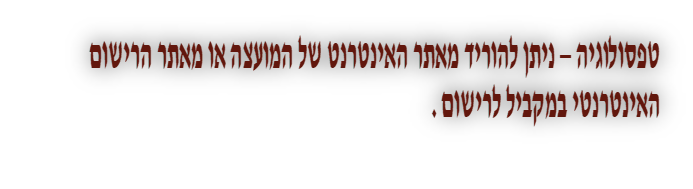 טפסולוגיה – ניתן להוריד מאתר האינטרנט של המועצה או מאתר הרישום
האינטרנטי במקביל לרישום .